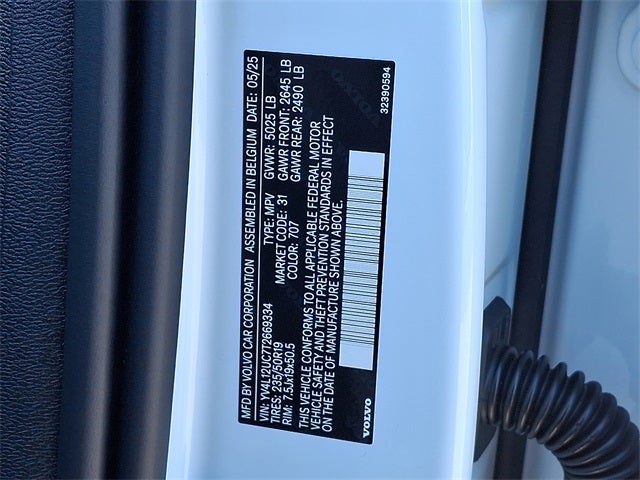 MFD BY VOLVO CAR CORPORATION ASSEMBLED IN BELGIUM DATE: 05/25
VIN: YV4L12UC7T2669334 TYPE: MPV GVWR: 5025 LB
TIRES: 235/50R19 MARKET CODE: 31 GAWR FRONT: 2645 LB
RIM: 7.5Jx19x50.5 COLOR: 707 GAWR REAR: 2490 LB
THIS VEHICLE CONFORMS TO ALL APPLICABLE FEDERAL MOTOR
VEHICLE SAFETY AND THEFT PREVENTION STANDARDS IN EFFECT
ON THE DATE OF MANUFACTURE SHOWN ABOVE.
VOLVO
32390594